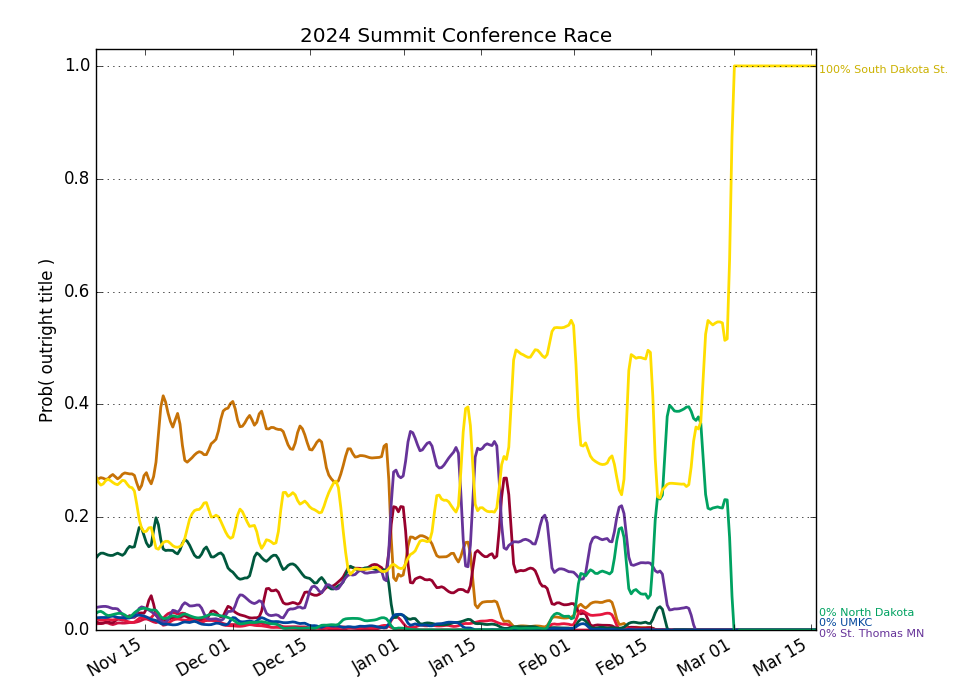 2024 Summit Conference Race
Prob( outright title )
1.0
0.8
0.6
0.4
0.2
0.0
100% South Dakota St.
0% North Dakota
0% UMKC
0% St. Thomas MN
Nov 15
Dec 01
Dec 15
Jan 01
Jan 15
Feb 01
Feb 15
Mar 01
Mar 15